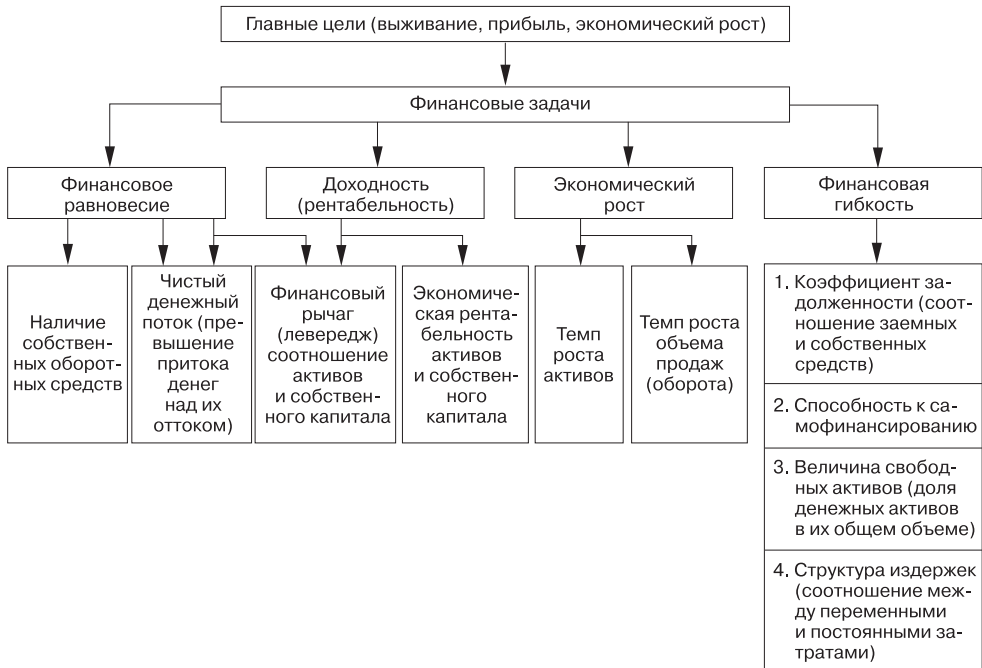 Главные цели (выживание, прибыль, экономический рост)
Финансовые задачи
Финансовое
равновесие
Доходность
(рентабельность)
Экономический
рост
Финансовая
гибкость
Наличие
собствен-
ных оборот-
ных средств
Чистый
денежный
поток (пре-
вышение
притока
денег
над их
оттоком)
Финансовый
рычаг
(левередж)
соотношение
активов
и собствен-
ного капитала
Экономиче-
ская рента-
бельность
активов
и собствен-
ного
капитала
Темп
роста
активов
Темп роста
объема
продаж
(оборота)
1. Коэффициент за-
долженности (соот-
ношение заемных
и собственных
средств)
2. Способность к са-
мофинансированию
3. Величина свобод-
ных активов (доля
денежных активов
в их общем объеме)
4. Структура издержек
(соотношение меж-
ду переменными
и постоянными за-
тратами)